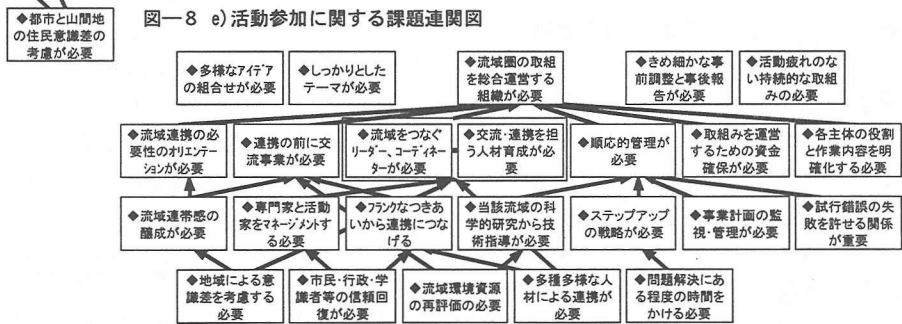 図―8 e)活動参加に関する課題連関図
◆都市と山間地
の住民意識差の
考慮が必要
◆多様なアイデア
の組合せが必要
◆しっかりとした
テーマが必要
◆流域圏の取組
を総合運営する
組織が必要
◆きめ細かな事
前調整と事後報
告が必要
◆活動疲れのな
い持続的な取組
みの必要
◆流域連携の必
要性のオリエンテー
ションが必要
◆連携の前に交
流事業が必要
◆流域をつなぐ
リーダー、コーディネ
ーターが必要
◆交流・連携を担
う人材育成が必
要
◆順応的管理が
必要
◆取組みを運営
するための資金
確保が必要
◆各主体の役割
と作業内容を明
確化する必要
◆流域連帯感の
醸成が必要
◆専門家と活動
家をマネージメントす
る必要
◆フランクなつきあ
いから連携につな
げる
◆当該流域の科
学的研究から技
術指導が必要
◆ステップアップ
の戦略が必要
◆事業計画の監
視・管理が必要
◆試行錯誤の失
敗を許せる関係
が重要
◆地域による意
識差を考慮する
必要
◆市民・行政・学
識者等の信頼回
復が必要
◆流域環境資源
の再評価の必要
◆多種多様な人
材による連携が
必要
◆問題解決にあ
る程度の時間を
かける必要